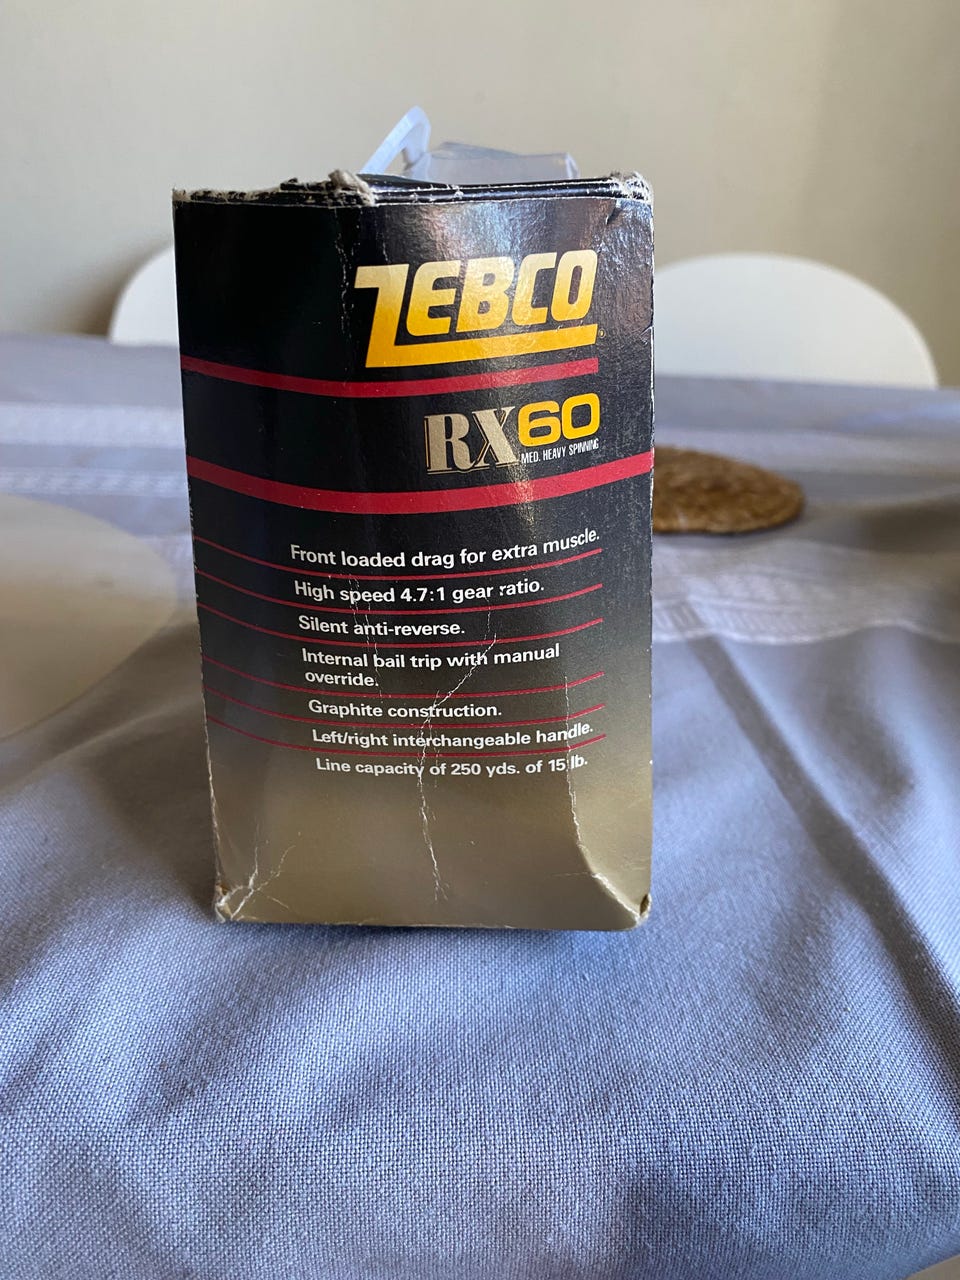 ZEBCO
RX60
MED. HEAVY SPINNING
Front loaded drag for extra muscle.
High speed 4.7:1 gear ratio.
Silent anti-reverse.
Internal bail trip with manual
override.
Graphite construction.
Left/right interchangeable handle.
Line capacity of 250 yds. of 15 lb.